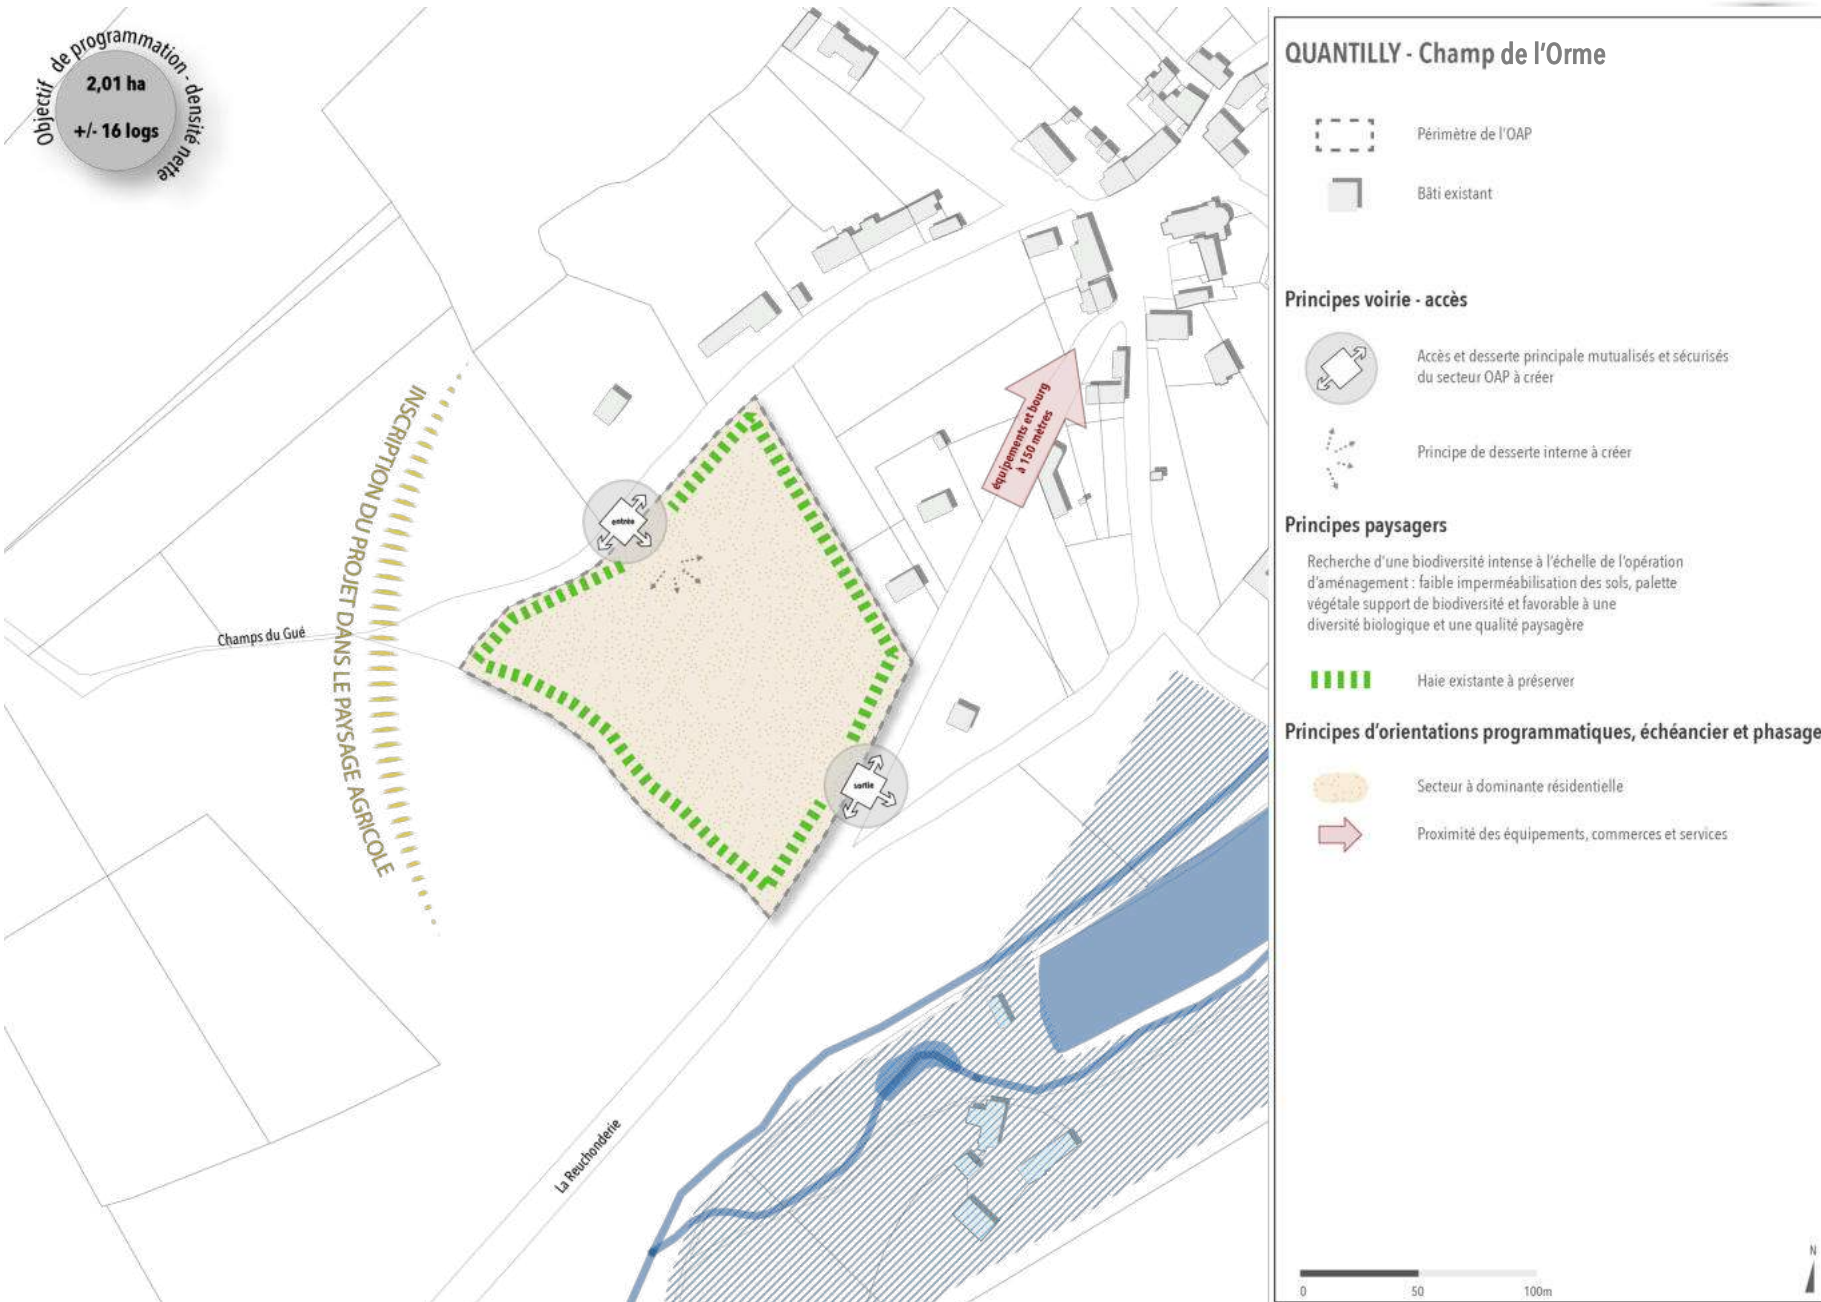 Objectif de programmation - densité nette
2,01 ha
+/- 16 logs
INSCRIPTION DU PROJET DANS LE PAYSAGE AGRICOLE
Champs du Gué
entrée
équipements et bourg
à 150 mètres
sortie
La Reuchonderie
QUANTILLY - Champ de l'Orme
Périmètre de l'OAP
Bâti existant
Principes voirie - accès
Accès et desserte principale mutualisés et sécurisés
du secteur OAP à créer
Principe de desserte interne à créer
Principes paysagers
Recherche d'une biodiversité intense à l'échelle de l'opération
d'aménagement : faible imperméabilisation des sols, palette
végétale support de biodiversité et favorable à une
diversité biologique et une qualité paysagère
Haie existante à préserver
Principes d'orientations programmatiques, échéancier et phasage
Secteur à dominante résidentielle
Proximité des équipements, commerces et services
0 50 100m
N